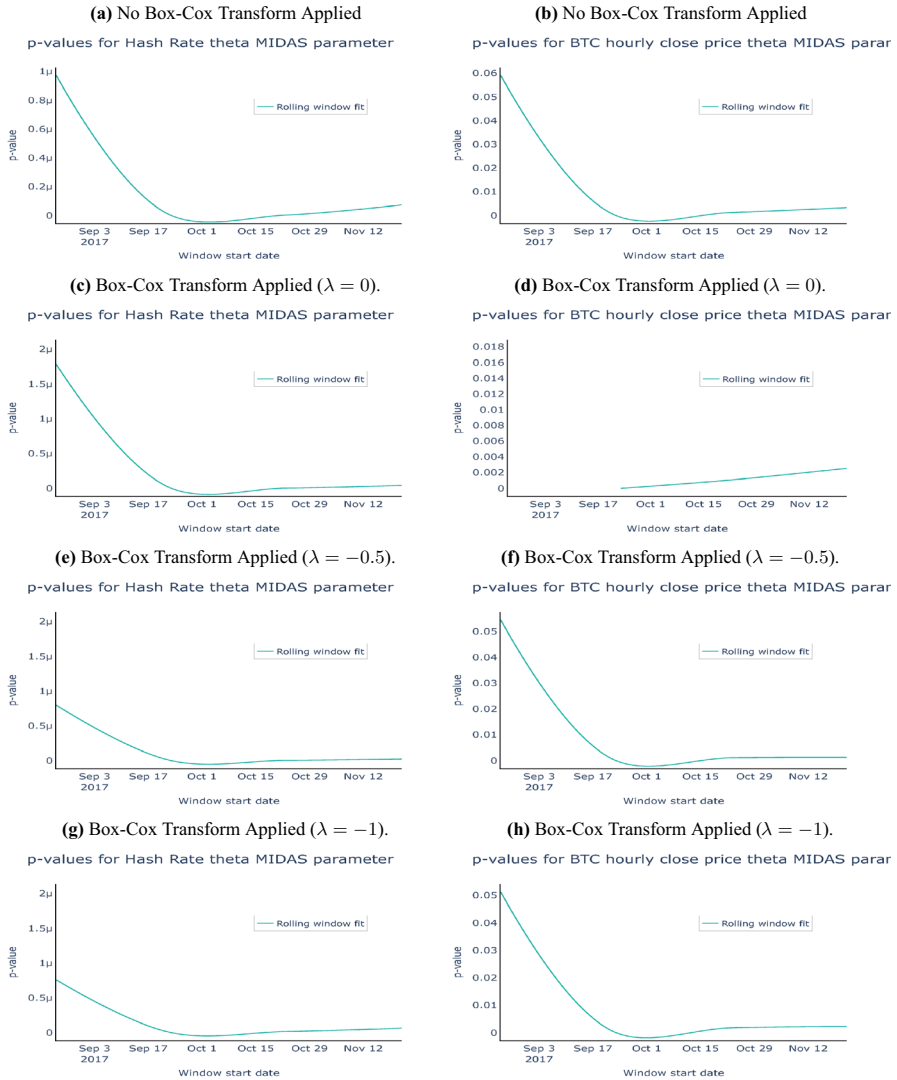 (a) No Box-Cox Transform Applied
p-values for Hash Rate theta MIDAS parameter
1µ
0.8µ
0.6µ
0.4µ
0.2µ
0
p-value
Rolling window fit
Sep 3 Sep 17 Oct 1 Oct 15 Oct 29 Nov 12
2017
Window start date
(b) No Box-Cox Transform Applied
p-values for BTC hourly close price theta MIDAS parar
0.06
0.05
0.04
0.03
0.02
0.01
0
p-value
Rolling window fit
Sep 3 Sep 17 Oct 1 Oct 15 Oct 29 Nov 12
2017
Window start date
(c) Box-Cox Transform Applied (λ = 0).
p-values for Hash Rate theta MIDAS parameter
2µ
1.5µ
1µ
0.5µ
0
p-value
Rolling window fit
Sep 3 Sep 17 Oct 1 Oct 15 Oct 29 Nov 12
2017
Window start date
(d) Box-Cox Transform Applied (λ = 0).
p-values for BTC hourly close price theta MIDAS parar
0.018
0.016
0.014
0.012
0.01
0.008
0.006
0.004
0.002
0
p-value
Rolling window fit
Sep 3 Sep 17 Oct 1 Oct 15 Oct 29 Nov 12
2017
Window start date
(e) Box-Cox Transform Applied (λ = −0.5).
p-values for Hash Rate theta MIDAS parameter
2µ
1.5µ
1µ
0.5µ
0
p-value
Rolling window fit
Sep 3 Sep 17 Oct 1 Oct 15 Oct 29 Nov 12
2017
Window start date
(f) Box-Cox Transform Applied (λ = −0.5).
p-values for BTC hourly close price theta MIDAS parar
0.05
0.04
0.03
0.02
0.01
0
p-value
Rolling window fit
Sep 3 Sep 17 Oct 1 Oct 15 Oct 29 Nov 12
2017
Window start date
(g) Box-Cox Transform Applied (λ = −1).
p-values for Hash Rate theta MIDAS parameter
2µ
1.5µ
1µ
0.5µ
0
p-value
Rolling window fit
Sep 3 Sep 17 Oct 1 Oct 15 Oct 29 Nov 12
2017
Window start date
(h) Box-Cox Transform Applied (λ = −1).
p-values for BTC hourly close price theta MIDAS parar
0.05
0.04
0.03
0.02
0.01
0
p-value
Rolling window fit
Sep 3 Sep 17 Oct 1 Oct 15 Oct 29 Nov 12
2017
Window start date